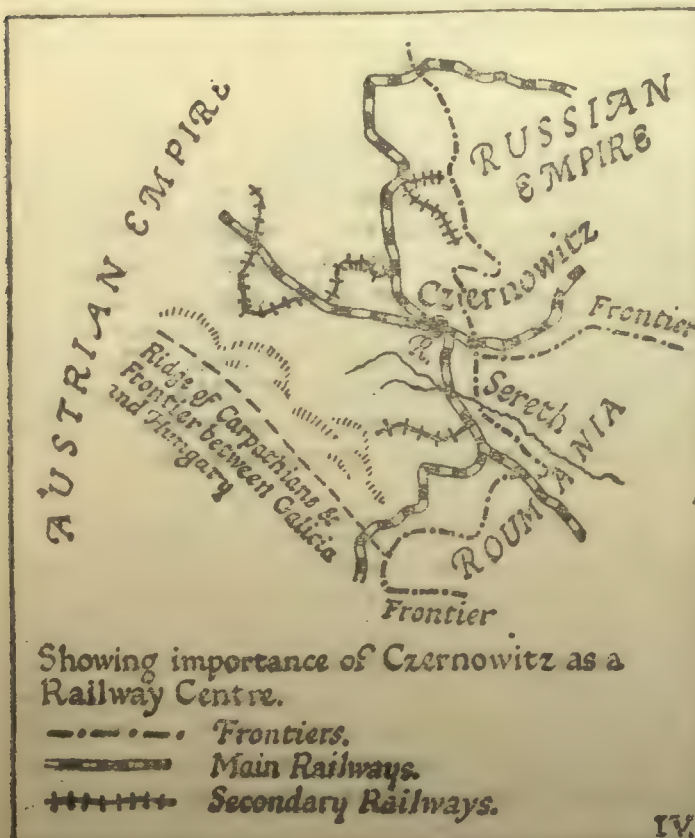 AUSTRIAN EMPIRE
RUSSIAN
EMPIRE
Czernowitz
Frontier
R.
Sereth
ROUMANIA
Ridge of Carpathians &
Frontier between Galicia
and Hungary
Frontier
Showing importance of Czernowitz as a
Railway Centre.
Frontiers.
Main Railways.
Secondary Railways.
IV.